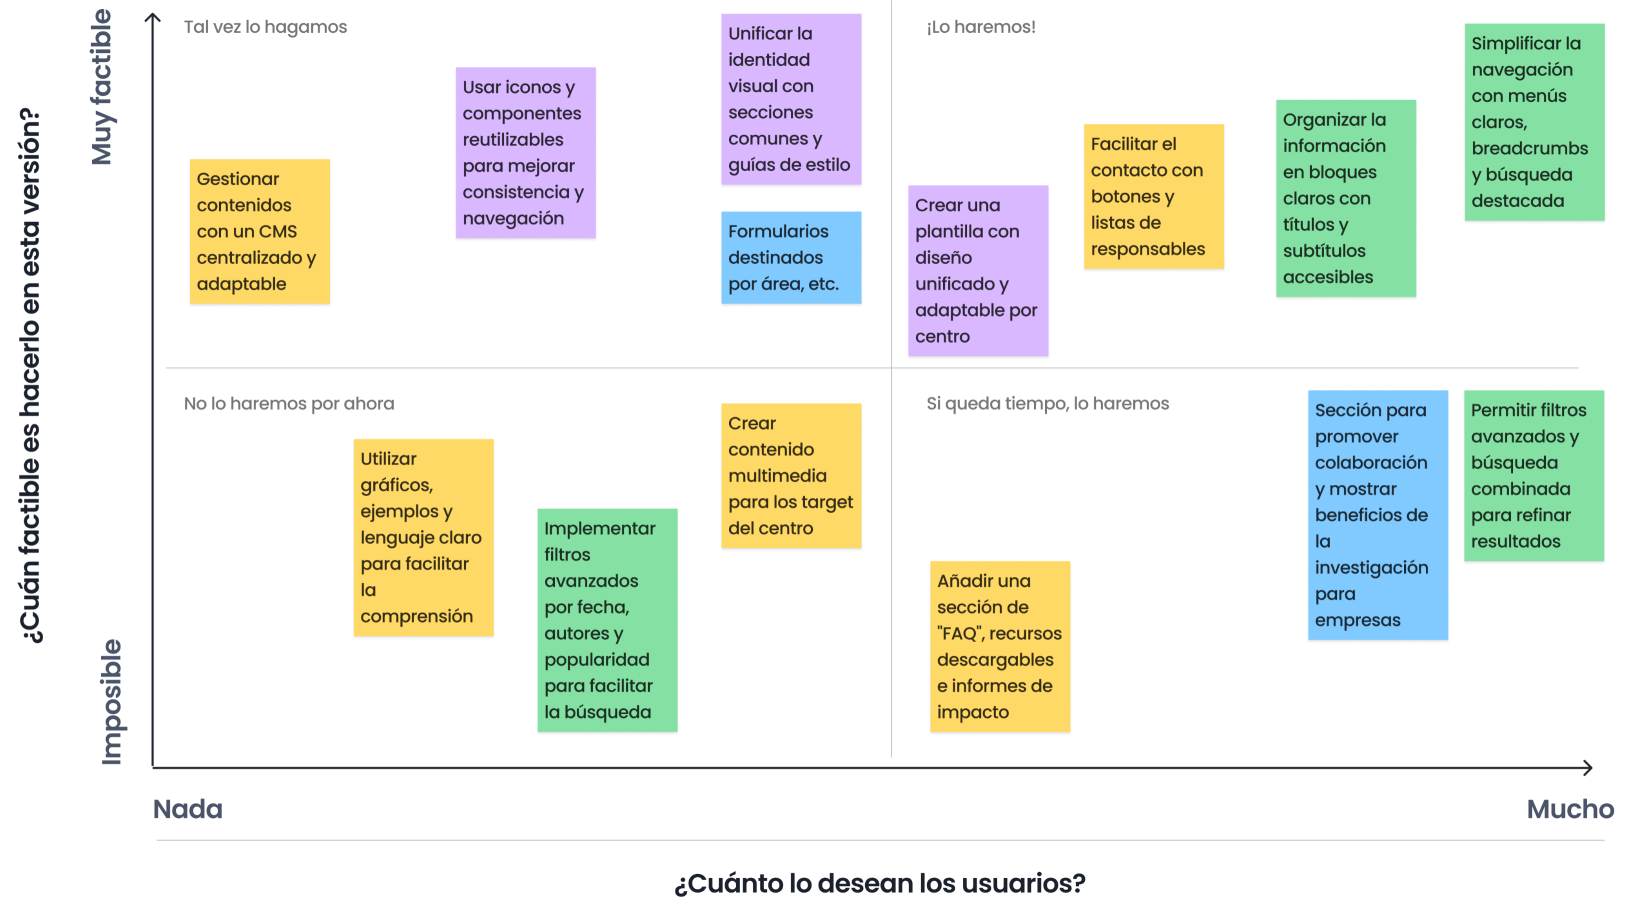 ¿Cuán factible es hacerlo en esta versión?
Muy factible
Imposible
Tal vez lo hagamos
Gestionar
contenidos
con un CMS
centralizado y
adaptable
Usar iconos y
componentes
reutilizables
para mejorar
consistencia y
navegación
Unificar la
identidad
visual con
secciones
comunes y
guías de estilo
Formularios
destinados
por área, etc.
¡Lo haremos!
Crear una
plantilla con
diseño
unificado y
adaptable por
centro
Facilitar el
contacto con
botones y
listas de
responsables
Organizar la
información
en bloques
claros con
títulos y
subtítulos
accesibles
Simplificar la
navegación
con menús
claros,
breadcrumbs
y búsqueda
destacada
No lo haremos por ahora
Utilizar
gráficos,
ejemplos y
lenguaje claro
para facilitar
la
comprensión
Implementar
filtros
avanzados
por fecha,
autores y
popularidad
para facilitar
la búsqueda
Crear
contenido
multimedia
para los target
del centro
Si queda tiempo, lo haremos
Añadir una
sección de
"FAQ", recursos
descargables
e informes de
impacto
Sección para
promover
colaboración
y mostrar
beneficios de
la
investigación
para
empresas
Permitir filtros
avanzados y
búsqueda
combinada
para refinar
resultados
Nada
Mucho
¿Cuánto lo desean los usuarios?